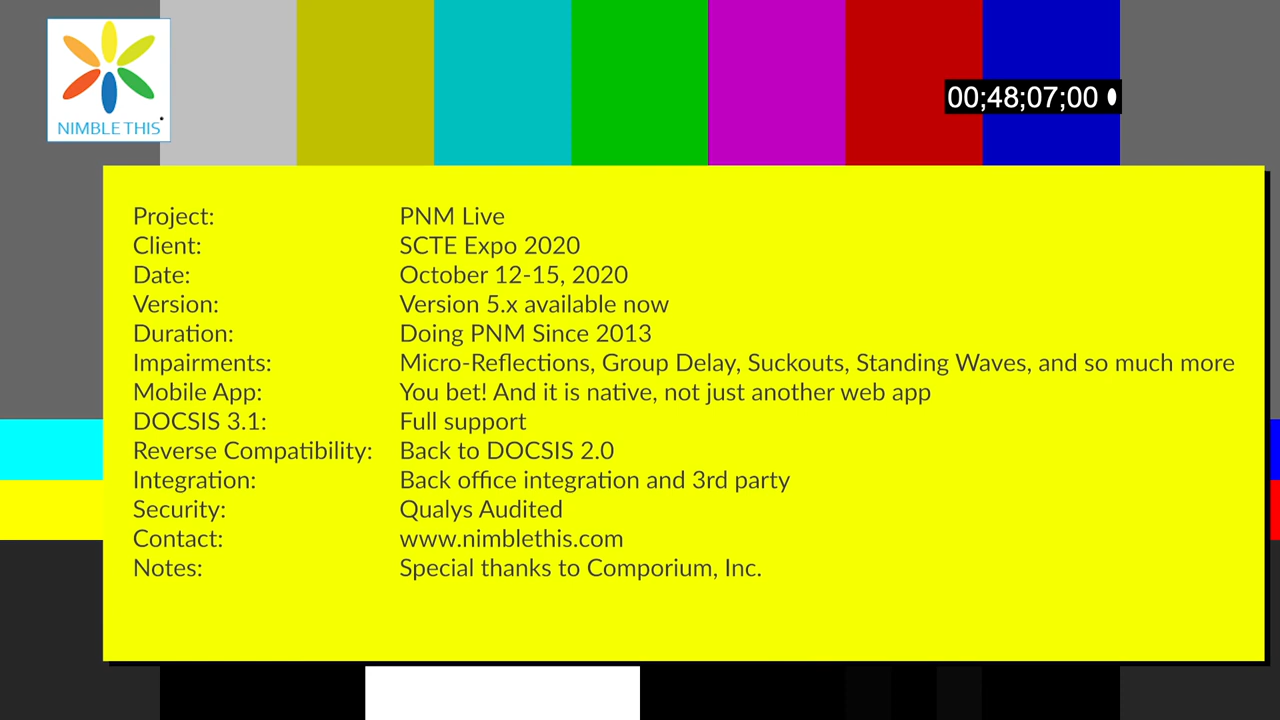 NIMBLE THIS
00;48;07;00
Project: PNM Live
Client: SCTE Expo 2020
Date: October 12-15, 2020
Version: Version 5.x available now
Duration: Doing PNM Since 2013
Impairments: Micro-Reflections, Group Delay, Suckouts, Standing Waves, and so much more
Mobile App: You bet! And it is native, not just another web app
DOCSIS 3.1: Full support
Reverse Compatibility: Back to DOCSIS 2.0
Integration: Back office integration and 3rd party
Security: Qualys Audited
Contact: www.nimblethis.com
Notes: Special thanks to Comporium, Inc.